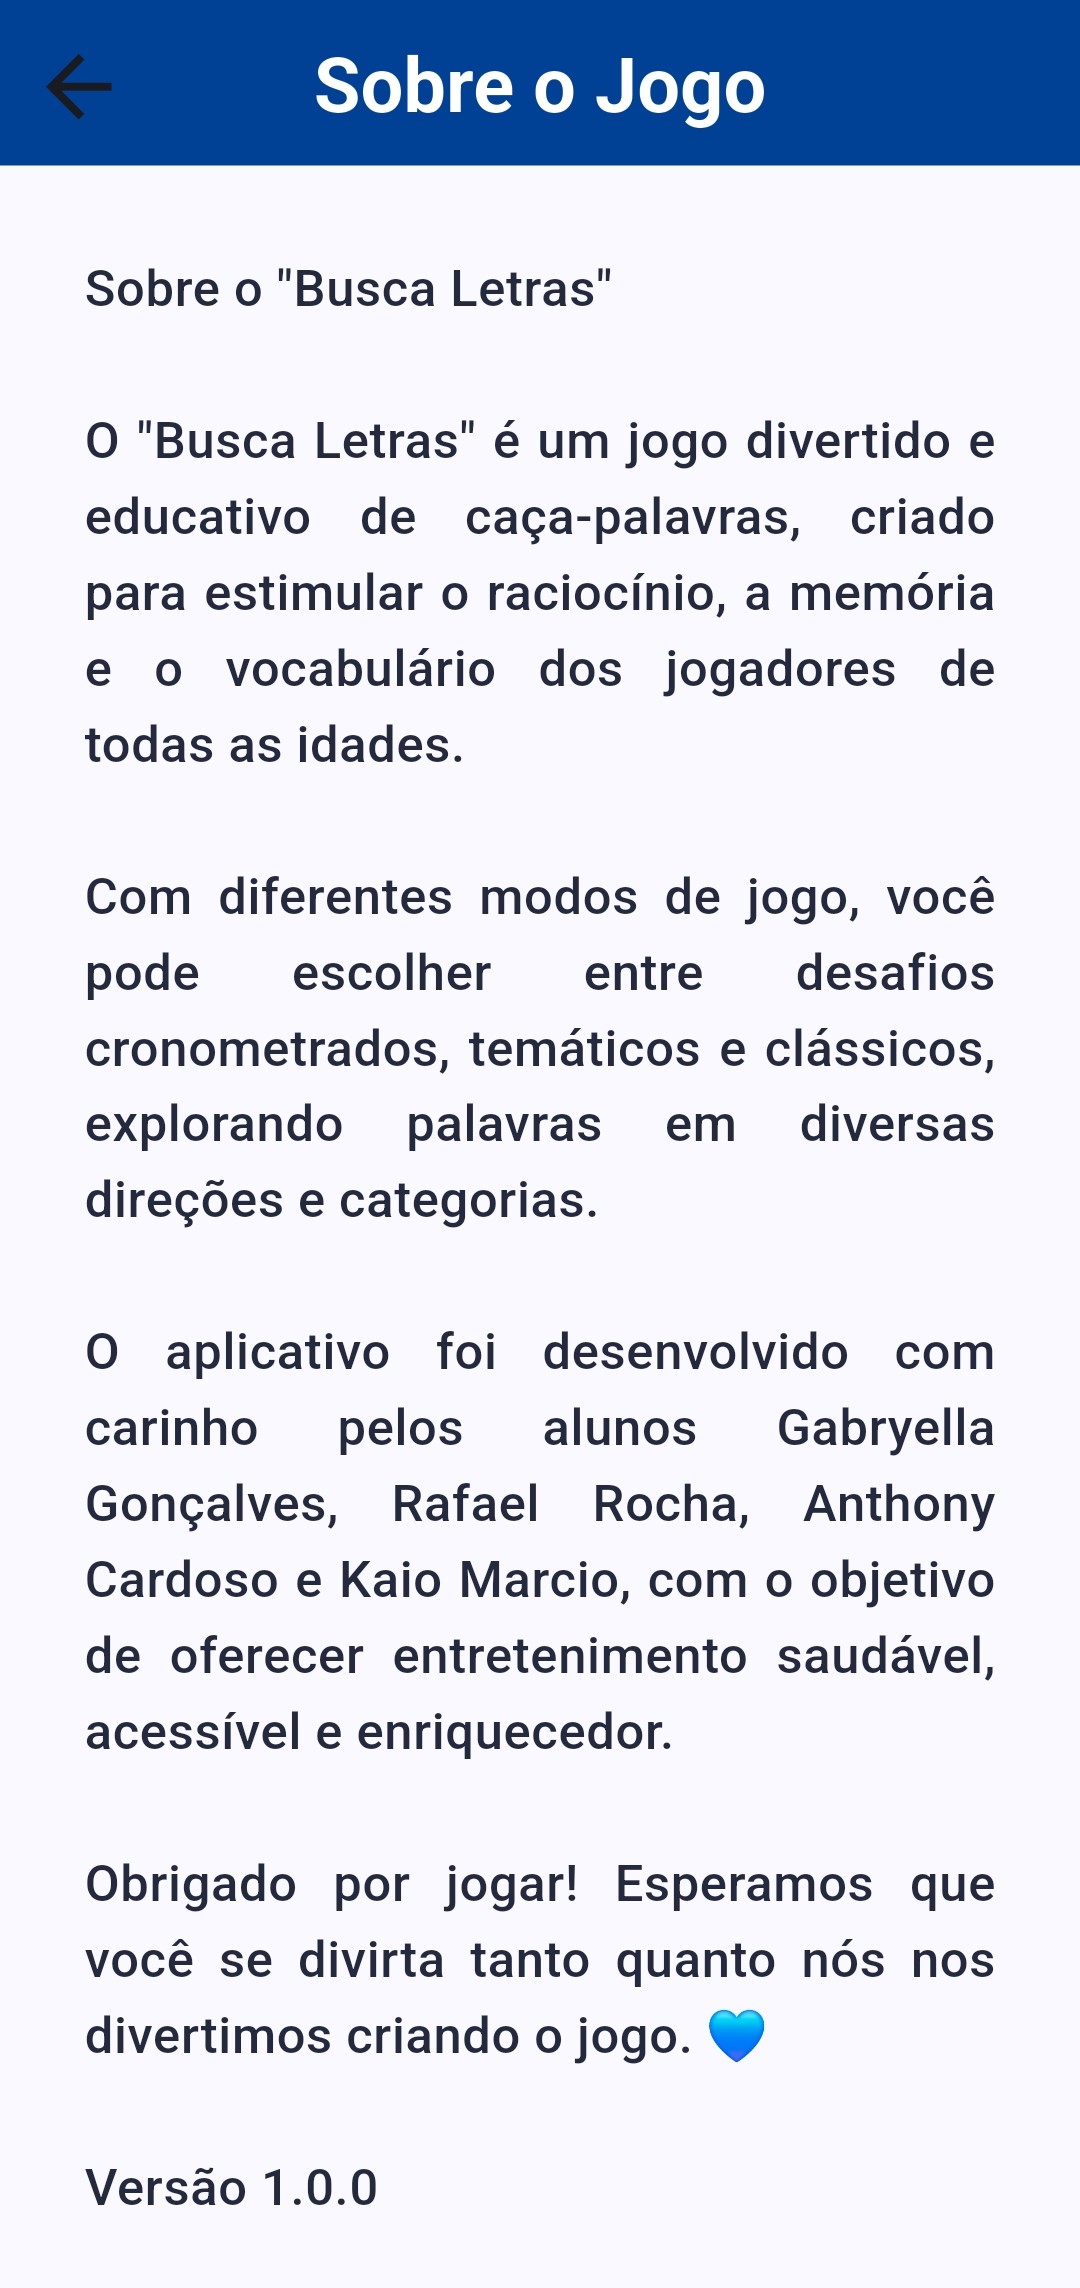 Sobre o Jogo
Sobre o "Busca Letras"
O "Busca Letras" é um jogo divertido e
educativo de caça-palavras, criado
para estimular o raciocínio, a memória
e o vocabulário dos jogadores de
todas as idades.
Com diferentes modos de jogo, você
pode escolher entre desafios
cronometrados, temáticos e clássicos,
explorando palavras em diversas
direções e categorias.
O aplicativo foi desenvolvido com
carinho pelos alunos Gabryella
Gonçalves, Rafael Rocha, Anthony
Cardoso e Kaio Marcio, com o objetivo
de oferecer entretenimento saudável,
acessível e enriquecedor.
Obrigado por jogar! Esperamos que
você se divirta tanto quanto nós nos
divertimos criando o jogo. 💙
Versão 1.0.0